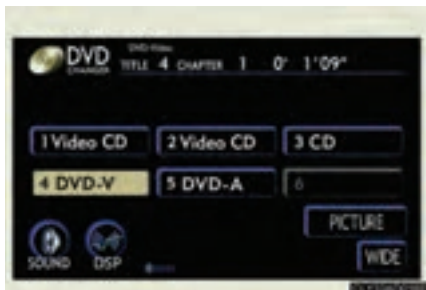 DVD DVD-Video
CHANGER TITLE 4 CHAPTER 1 0' 1'09"
1 Video CD 2 Video CD 3 CD
4 DVD-V 5 DVD-A 6
PICTURE
SOUND DSP WIDE